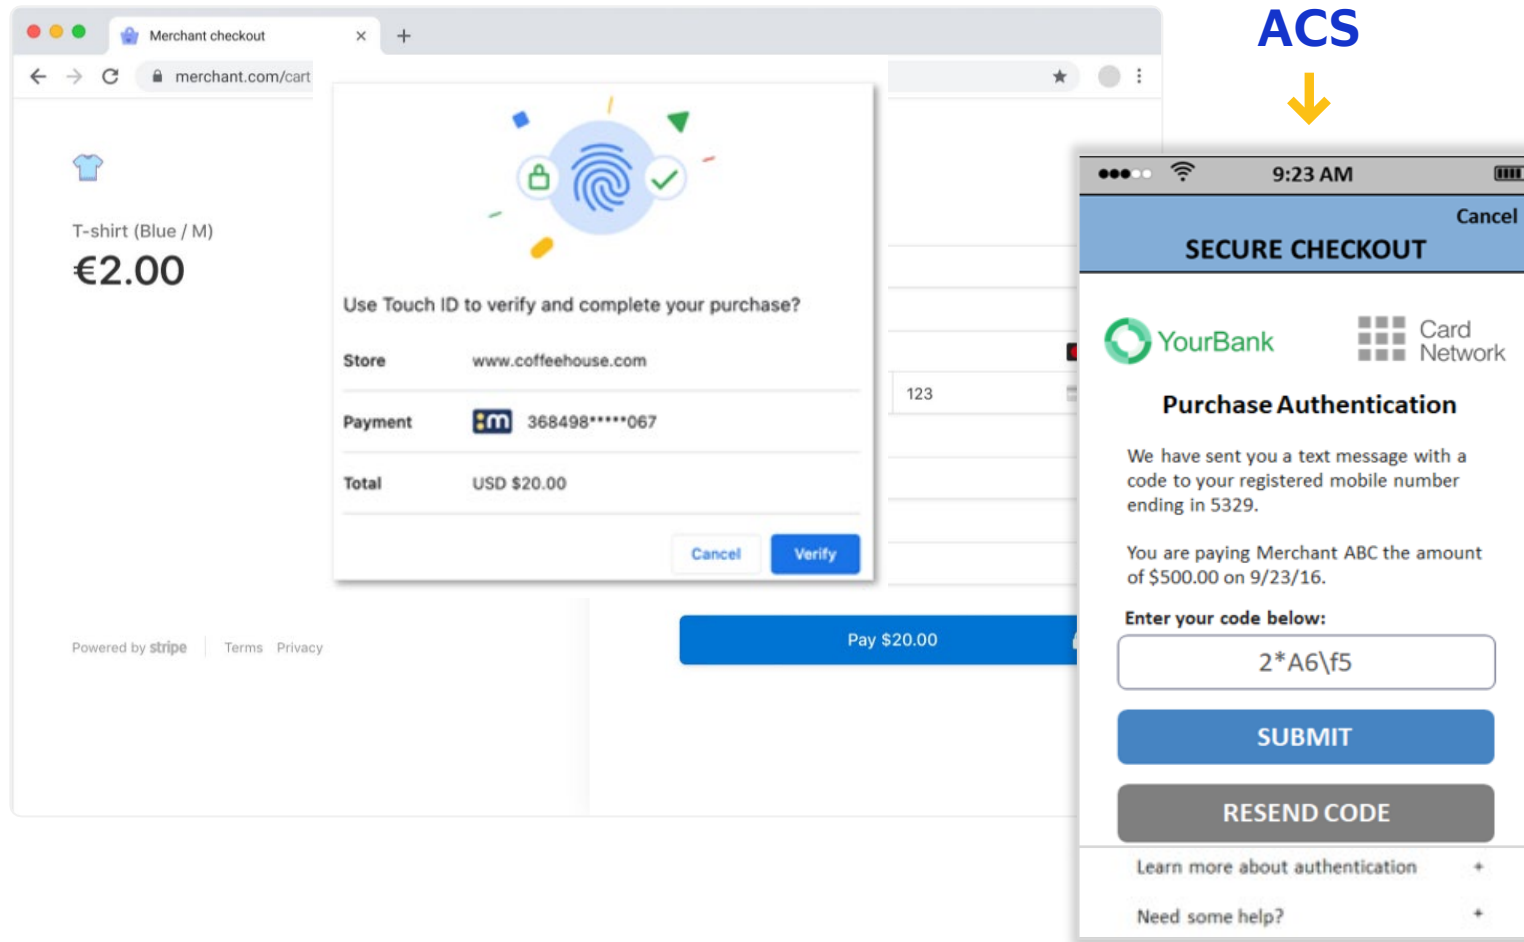 Merchant checkout
merchant.com/cart
T-shirt (Blue / M)
€2.00
Powered by stripe
Terms Privacy
Use Touch ID to verify and complete your purchase?
Store www.coffeehouse.com
Payment :m 368498*****067
Total USD $20.00
Cancel Verify
123
Pay $20.00
ACS
9:23 AM
Cancel
SECURE CHECKOUT
YourBank
Card
Network
Purchase Authentication
We have sent you a text message with a
code to your registered mobile number
ending in 5329.
You are paying Merchant ABC the amount
of $500.00 on 9/23/16.
Enter your code below:
2*A6\f5
SUBMIT
RESEND CODE
Learn more about authentication +
Need some help? +